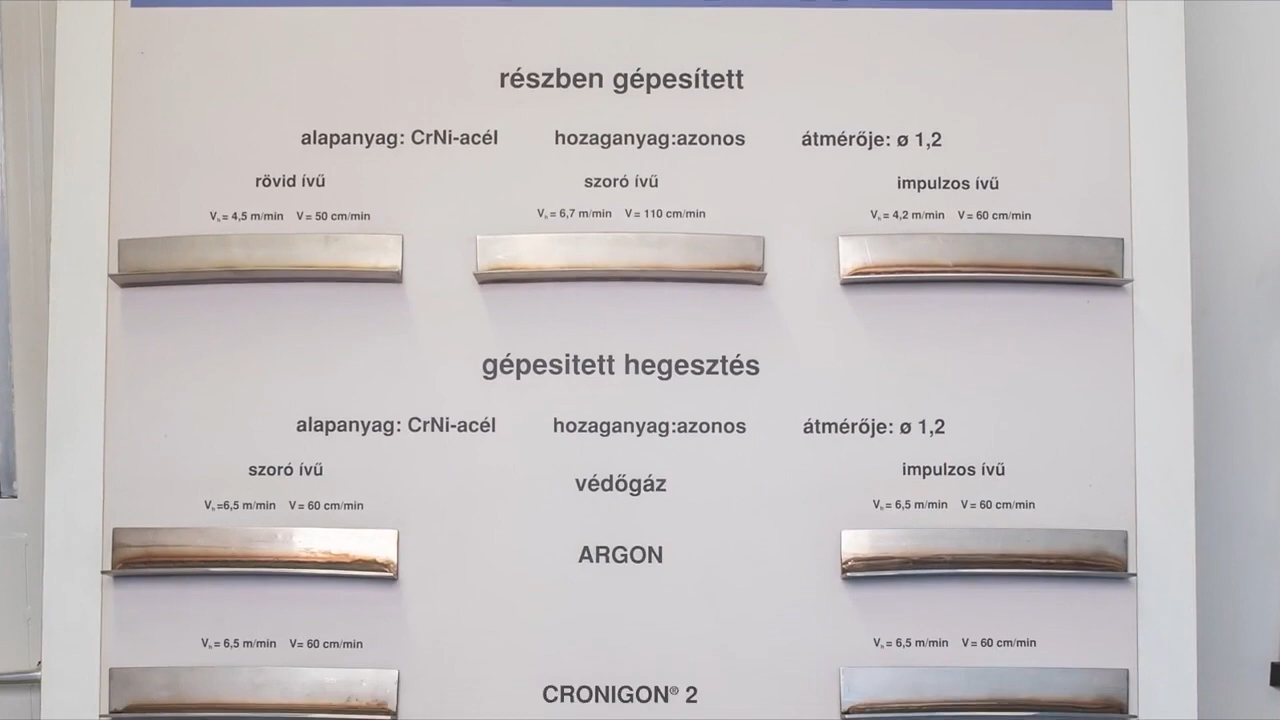 részben gépesített
alapanyag: CrNi-acél hozaganyag:azonos átmérője: ø 1,2
rövid ívű szoró ívű impulzos ívű
Vₕ= 4,5 m/min V= 50 cm/min Vₕ= 6,7 m/min V= 110 cm/min Vₕ= 4,2 m/min V= 60 cm/min
gépesitett hegesztés
alapanyag: CrNi-acél hozaganyag:azonos átmérője: ø 1,2
szoró ívű védőgáz impulzos ívű
Vₕ=6,5 m/min V= 60 cm/min Vₕ= 6,5 m/min V= 60 cm/min
ARGON
Vₕ= 6,5 m/min V= 60 cm/min Vₕ= 6,5 m/min V= 60 cm/min
CRONIGON® 2